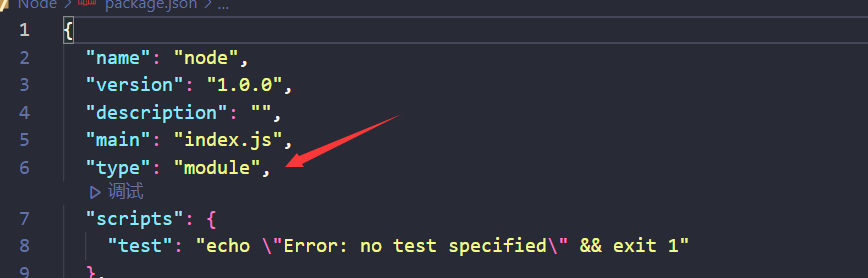 Node > package.json > ...
1 {
2 "name": "node",
3 "version": "1.0.0",
4 "description": "",
5 "main": "index.js",
6 "type": "module",
▷ 调试
7 "scripts": {
8 "test": "echo \"Error: no test specified\" && exit 1"
9 },